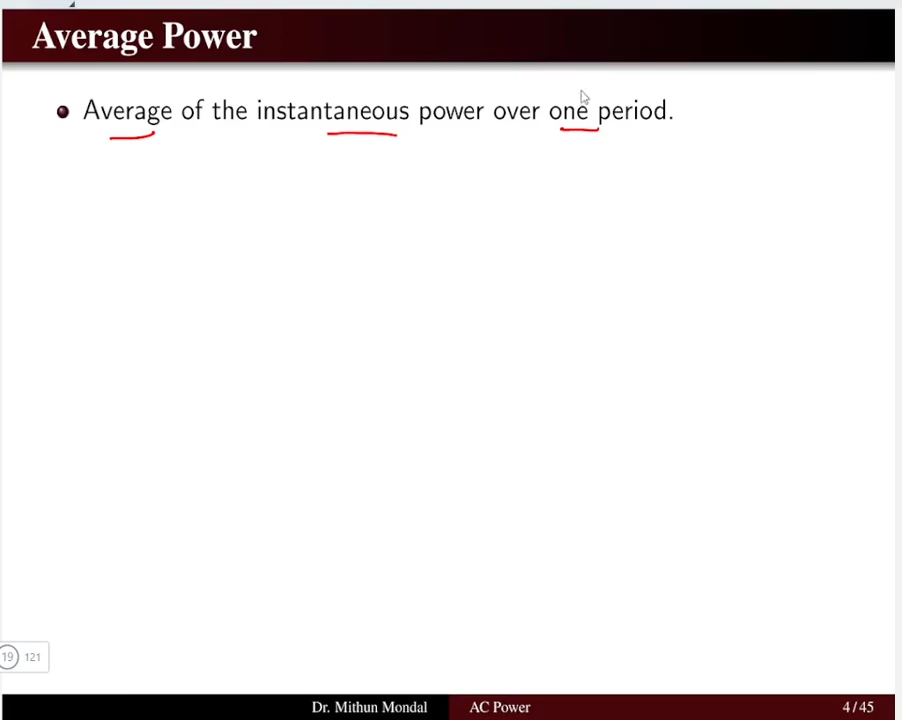 Average Power
Average of the instantaneous power over one period.
19 121
Dr. Mithun Mondal AC Power 4 / 45